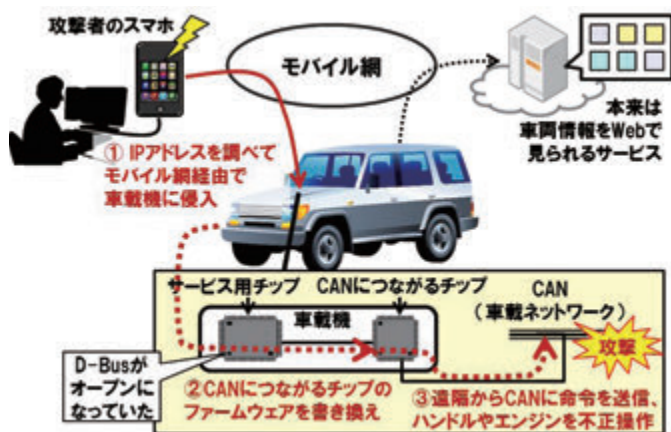 攻撃者のスマホ
モバイル網
本来は
車両情報をWebで
見られるサービス
① IPアドレスを調べて
モバイル網経由で
車載機に侵入
サービス用チップ
CANにつながるチップ
CAN
(車載ネットワーク)
車載機
攻撃
D-Busが
オープンに
なっていた
②CANにつながるチップの
ファームウェアを書き換え
③遠隔からCANに命令を送信、
ハンドルやエンジンを不正操作